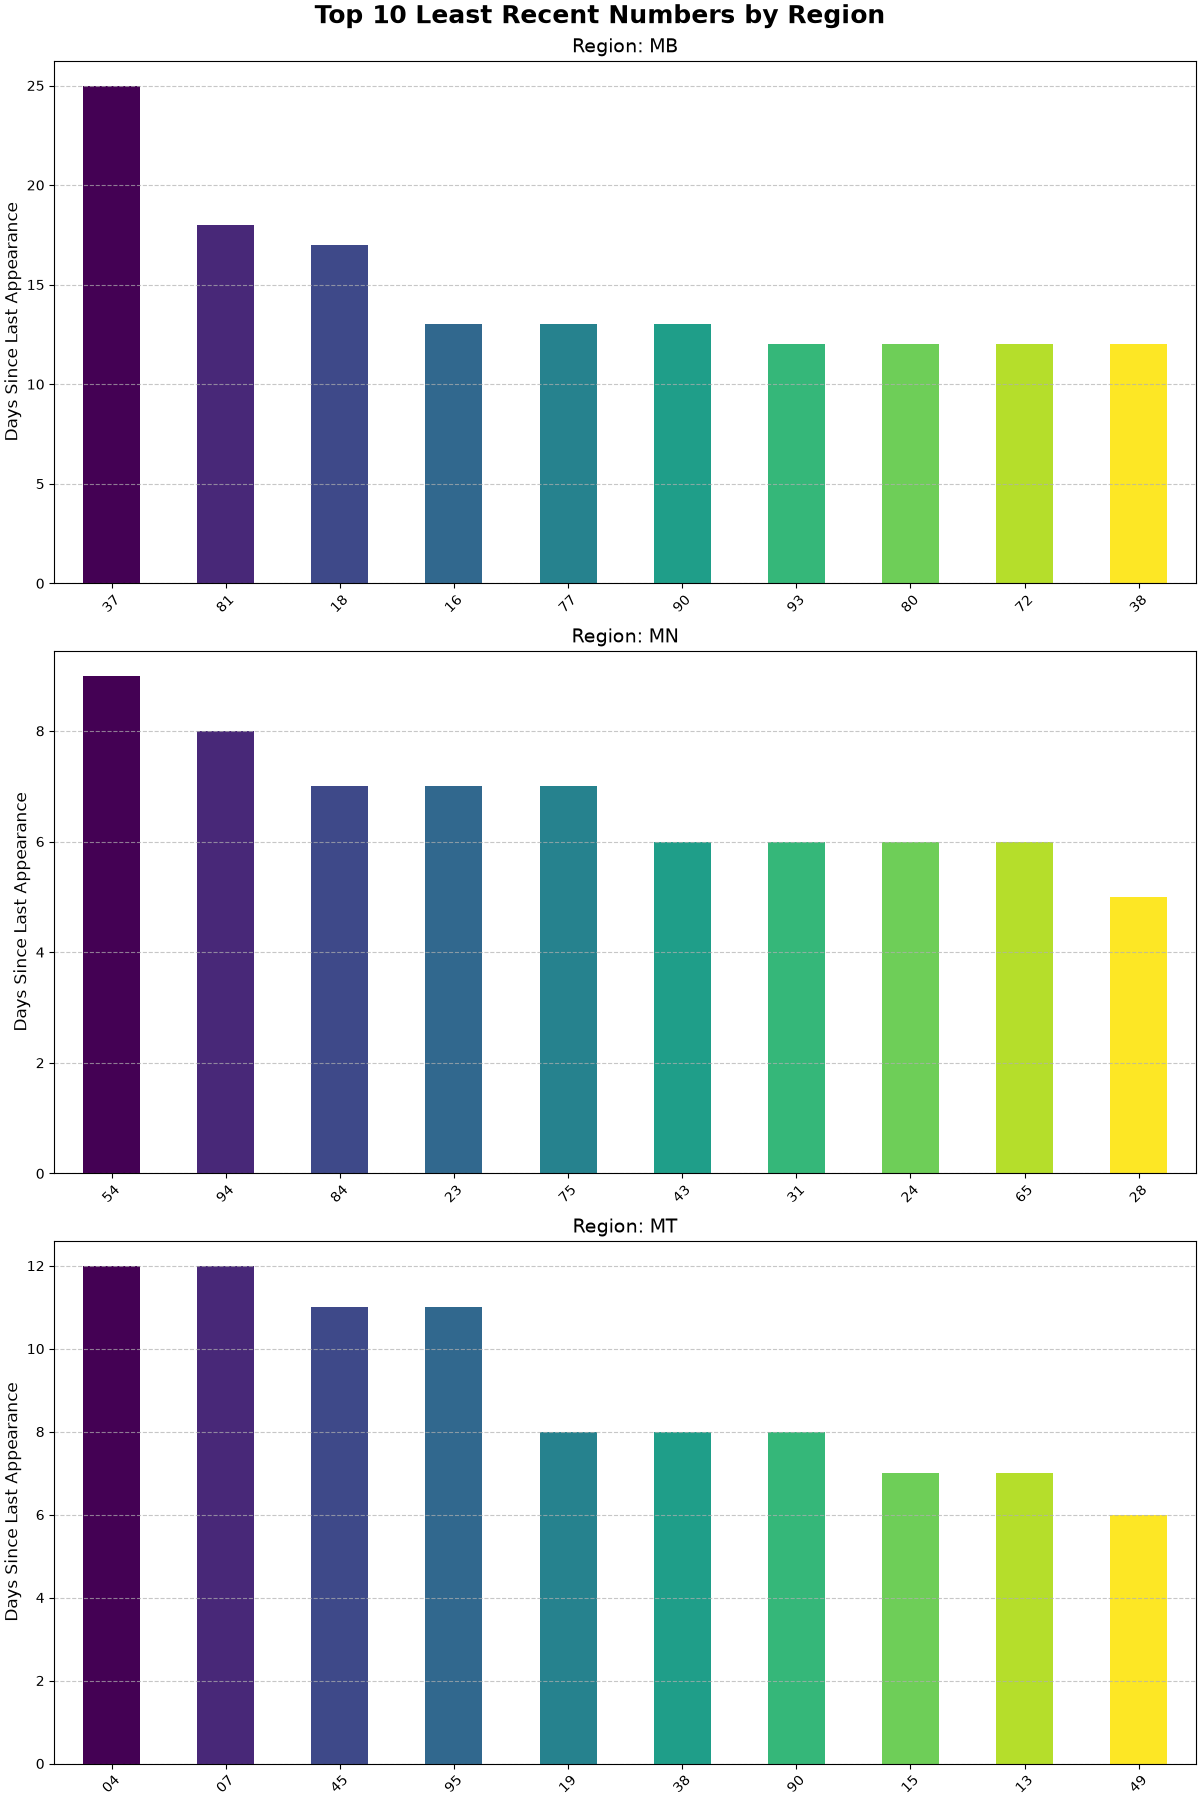 Top 10 Least Recent Numbers by Region
Region: MB
Days Since Last Appearance
25
20
15
10
5
0
37 81 18 16 77 90 93 80 72 38
Region: MN
Days Since Last Appearance
8
6
4
2
0
54 94 84 23 75 43 31 24 65 28
Region: MT
Days Since Last Appearance
12
10
8
6
4
2
0
04 07 45 95 19 38 90 15 13 49